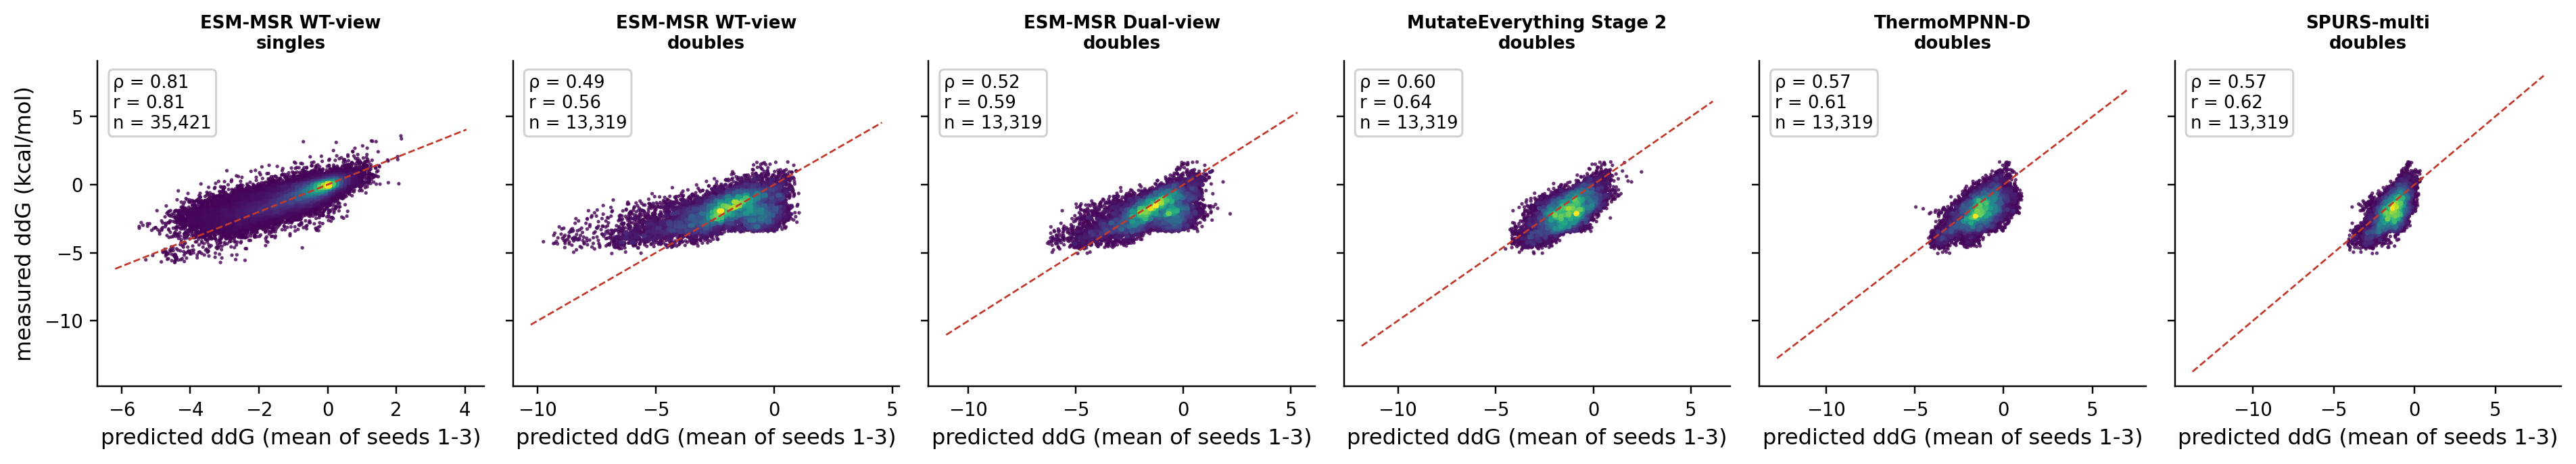 ESM-MSR WT-view
singles
ρ = 0.81
r = 0.81
n = 35,421
measured ddG (kcal/mol)
5
0
−5
−10
−6
−4
−2
0
2
4
predicted ddG (mean of seeds 1-3)
ESM-MSR WT-view
doubles
ρ = 0.49
r = 0.56
n = 13,319
−10
−5
0
5
predicted ddG (mean of seeds 1-3)
ESM-MSR Dual-view
doubles
ρ = 0.52
r = 0.59
n = 13,319
−10
−5
0
5
predicted ddG (mean of seeds 1-3)
MutateEverything Stage 2
doubles
ρ = 0.60
r = 0.64
n = 13,319
−10
−5
0
5
predicted ddG (mean of seeds 1-3)
ThermoMPNN-D
doubles
ρ = 0.57
r = 0.61
n = 13,319
−10
−5
0
5
predicted ddG (mean of seeds 1-3)
SPURS-multi
doubles
ρ = 0.57
r = 0.62
n = 13,319
−10
−5
0
5
predicted ddG (mean of seeds 1-3)